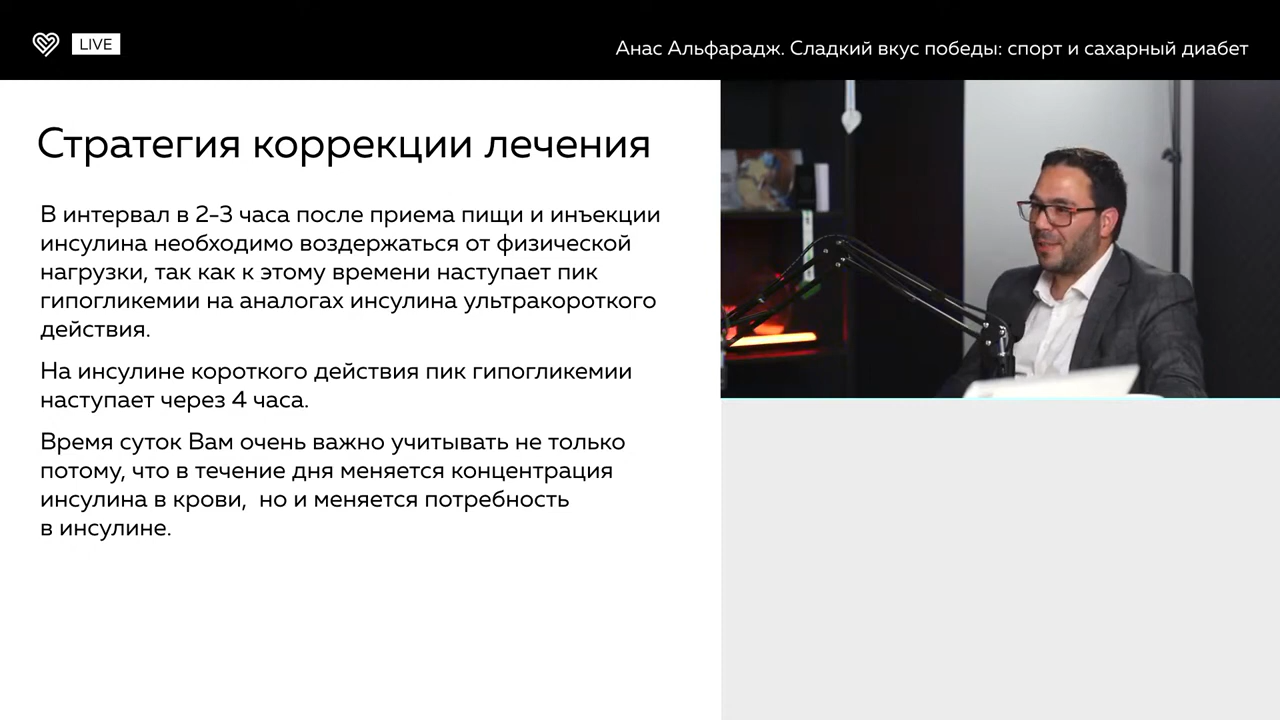 LIVE
Анас Альфарадж. Сладкий вкус победы: спорт и сахарный диабет
Стратегия коррекции лечения
В интервал в 2-3 часа после приема пищи и инъекции
инсулина необходимо воздержаться от физической
нагрузки, так как к этому времени наступает пик
гипогликемии на аналогах инсулина ультракороткого
действия.
На инсулине короткого действия пик гипогликемии
наступает через 4 часа.
Время суток Вам очень важно учитывать не только
потому, что в течение дня меняется концентрация
инсулина в крови,  но и меняется потребность
в инсулине.